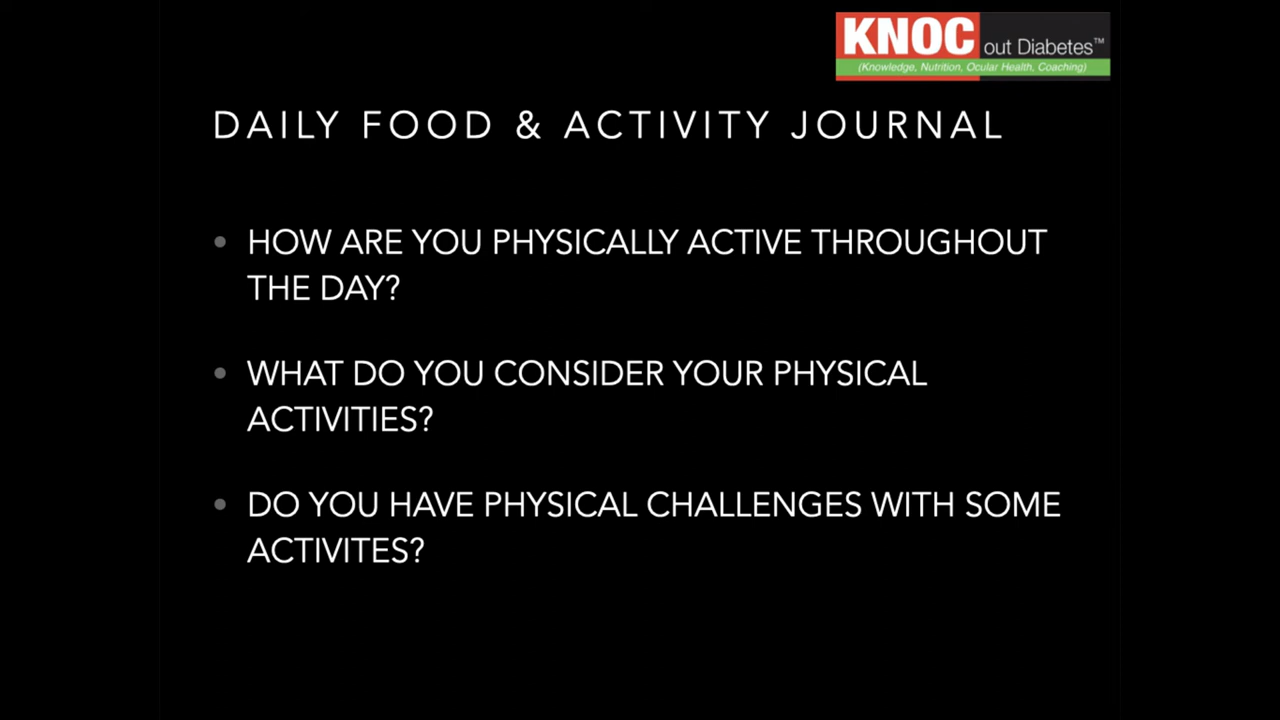 KNOC out Diabetes™
(Knowledge, Nutrition, Ocular Health, Coaching)
DAILY FOOD & ACTIVITY JOURNAL
• HOW ARE YOU PHYSICALLY ACTIVE THROUGHOUT
THE DAY?
• WHAT DO YOU CONSIDER YOUR PHYSICAL
ACTIVITIES?
• DO YOU HAVE PHYSICAL CHALLENGES WITH SOME
ACTIVITES?